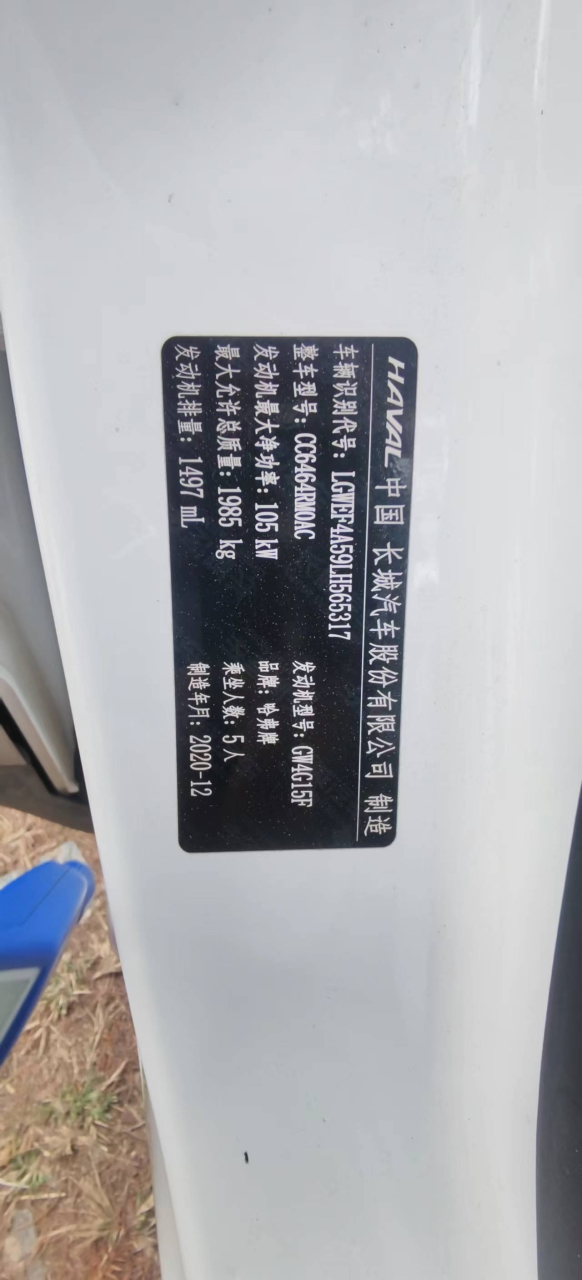 HAVAL 中国 长城汽车股份有限公司 制造
车辆识别代号：LGWEF4A59LH565317
整车型号：CC6464RM0AC 发动机型号：GW4G15F
发动机最大净功率：105 kW 品牌：哈弗牌
最大允许总质量：1985 kg 乘坐人数：5人
发动机排量：1497 mL 制造年月：2020-12